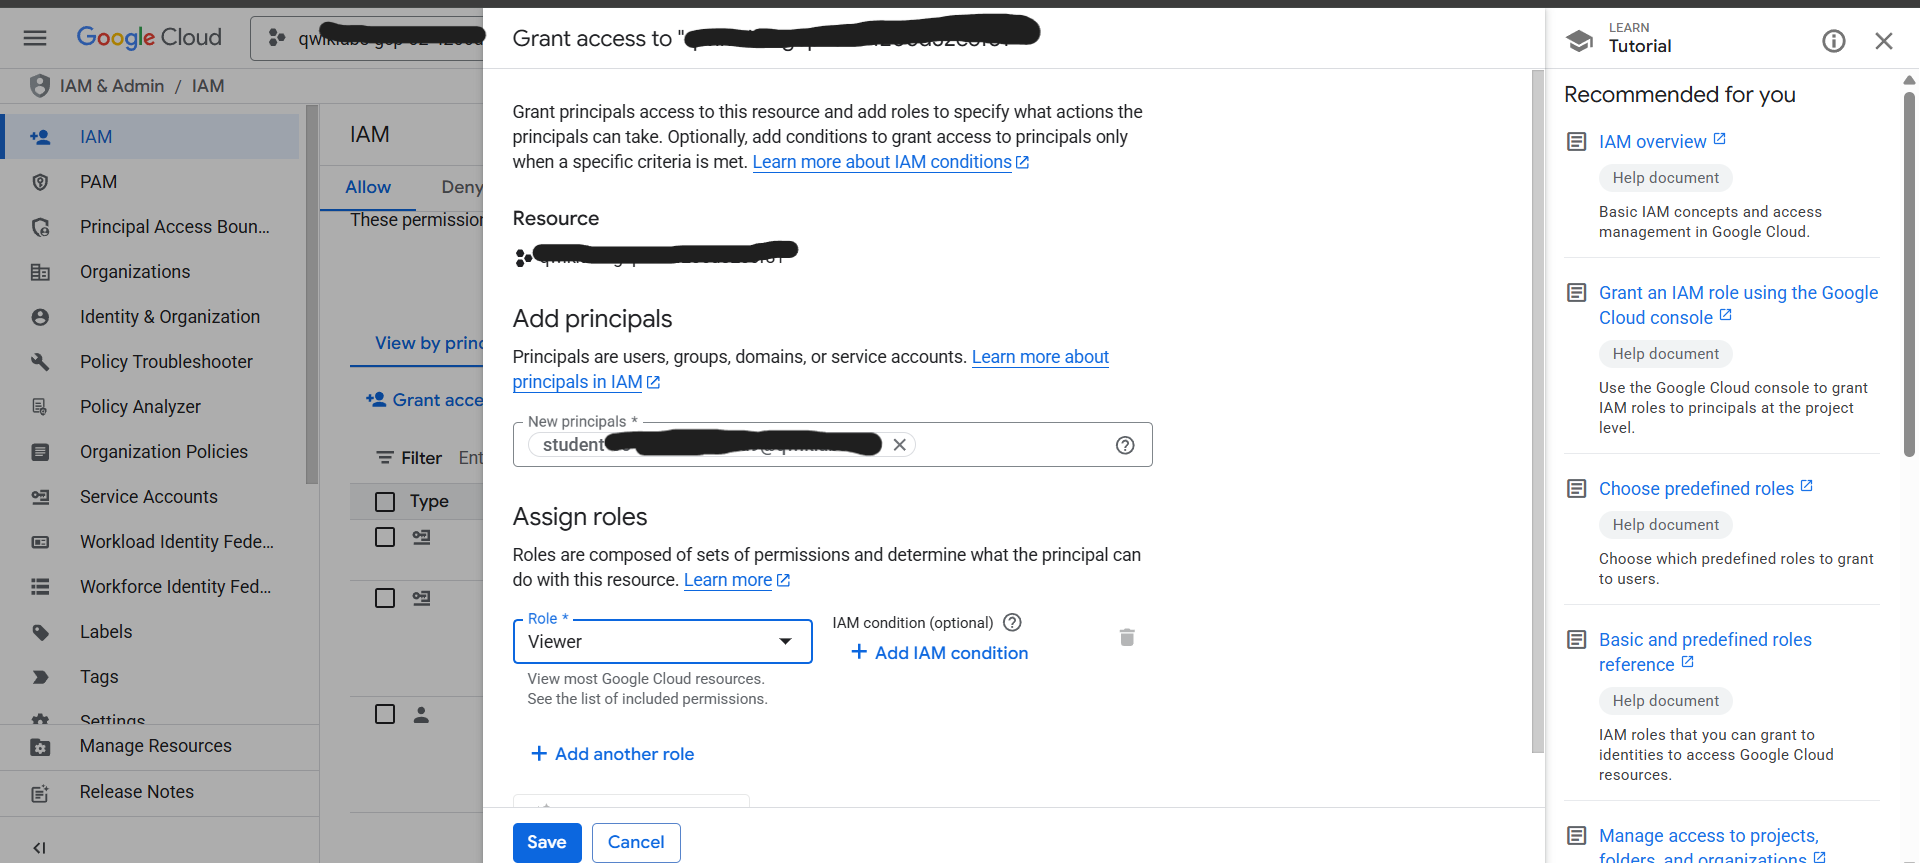 Google Cloud
IAM & Admin / IAM
IAM
PAM
Principal Access Boun...
Organizations
Identity & Organization
Policy Troubleshooter
Policy Analyzer
Organization Policies
Service Accounts
Workload Identity Fede...
Workforce Identity Fed...
Labels
Tags
Settings
Manage Resources
Release Notes
IAM
Allow
Deny
These permission
View by princ
Grant acce
Filter Ent
Type
Grant access to "
Grant principals access to this resource and add roles to specify what actions the
principals can take. Optionally, add conditions to grant access to principals only
when a specific criteria is met. Learn more about IAM conditions
Resource
Add principals
Principals are users, groups, domains, or service accounts. Learn more about
principals in IAM
New principals *
student
Assign roles
Roles are composed of sets of permissions and determine what the principal can
do with this resource. Learn more
Role *
Viewer
IAM condition (optional)
+ Add IAM condition
View most Google Cloud resources.
See the list of included permissions.
+ Add another role
Save
Cancel
LEARN
Tutorial
Recommended for you
IAM overview
Help document
Basic IAM concepts and access
management in Google Cloud.
Grant an IAM role using the Google
Cloud console
Help document
Use the Google Cloud console to grant
IAM roles to principals at the project
level.
Choose predefined roles
Help document
Choose which predefined roles to grant
to users.
Basic and predefined roles
reference
Help document
IAM roles that you can grant to
identities to access Google Cloud
resources.
Manage access to projects,
folders, and organizations